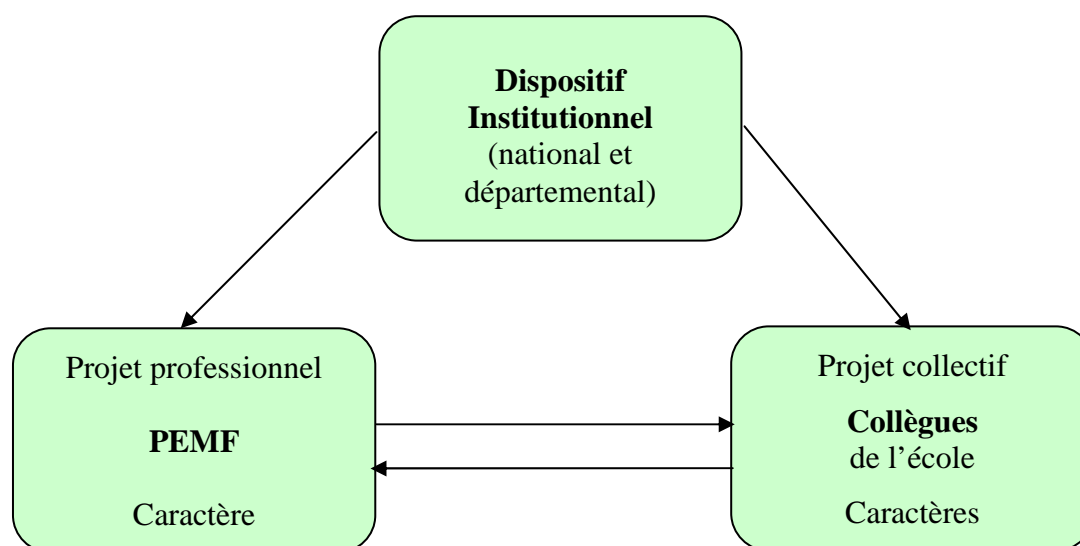 Dispositif
Institutionnel
(national et
départemental)
Projet professionnel
PEMF
Caractère
Projet collectif
Collègues
de l’école
Caractères